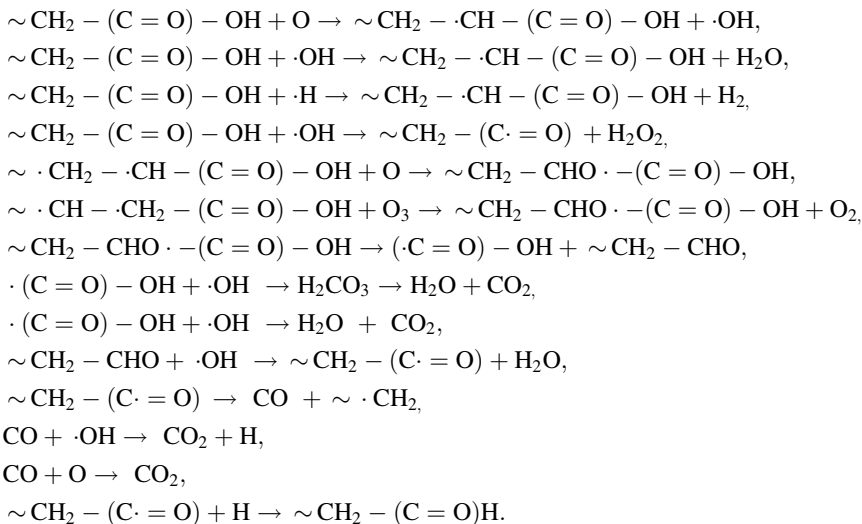 ∼CH₂ − (C = O) − OH + O → ∼CH₂ − ·CH − (C = O) − OH + ·OH,
∼CH₂ − (C = O) − OH + ·OH → ∼CH₂ − ·CH − (C = O) − OH + H₂O,
∼CH₂ − (C = O) − OH + ·H → ∼CH₂ − ·CH − (C = O) − OH + H₂,
∼CH₂ − (C = O) − OH + ·OH → ∼CH₂ − (C· = O) + H₂O₂,
∼ ·CH₂ − ·CH − (C = O) − OH + O → ∼CH₂ − CHO · −(C = O) − OH,
∼ ·CH − ·CH₂ − (C = O) − OH + O₃ → ∼CH₂ − CHO · −(C = O) − OH + O₂,
∼CH₂ − CHO · −(C = O) − OH → (·C = O) − OH + ∼CH₂ − CHO,
· (C = O) − OH + ·OH → H₂CO₃ → H₂O + CO₂,
· (C = O) − OH + ·OH → H₂O + CO₂,
∼CH₂ − CHO + ·OH → ∼CH₂ − (C· = O) + H₂O,
∼CH₂ − (C· = O) → CO + ∼ ·CH₂,
CO + ·OH → CO₂ + H,
CO + O → CO₂,
∼CH₂ − (C· = O) + H → ∼CH₂ − (C = O)H.